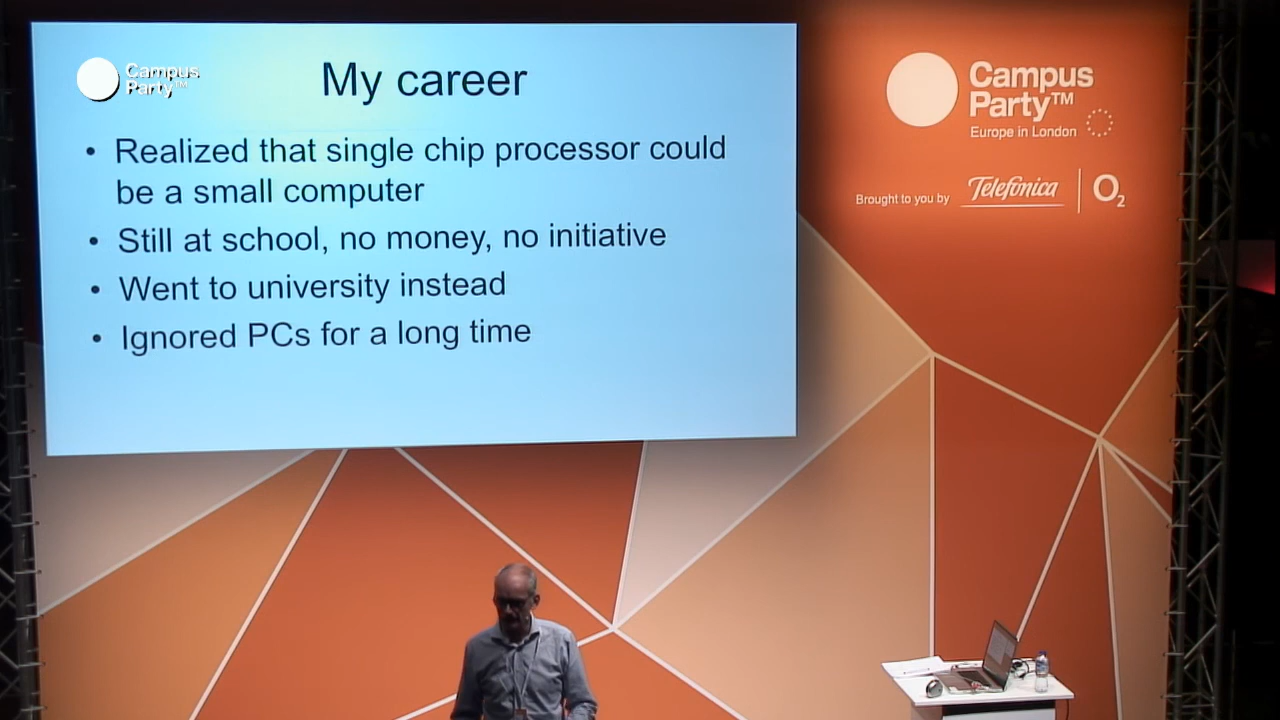 Campus
Party™
My career
• Realized that single chip processor could
be a small computer
• Still at school, no money, no initiative
• Went to university instead
• Ignored PCs for a long time
Campus
Party™
Europe in London
Brought to you by Telefónica O2